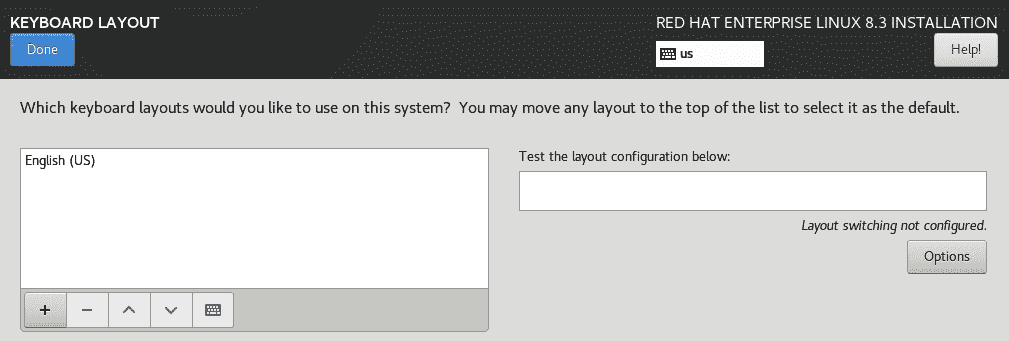 KEYBOARD LAYOUT
RED HAT ENTERPRISE LINUX 8.3 INSTALLATION
Done
us
Help!
Which keyboard layouts would you like to use on this system? You may move any layout to the top of the list to select it as the default.
English (US)
Test the layout configuration below:
Layout switching not configured.
Options